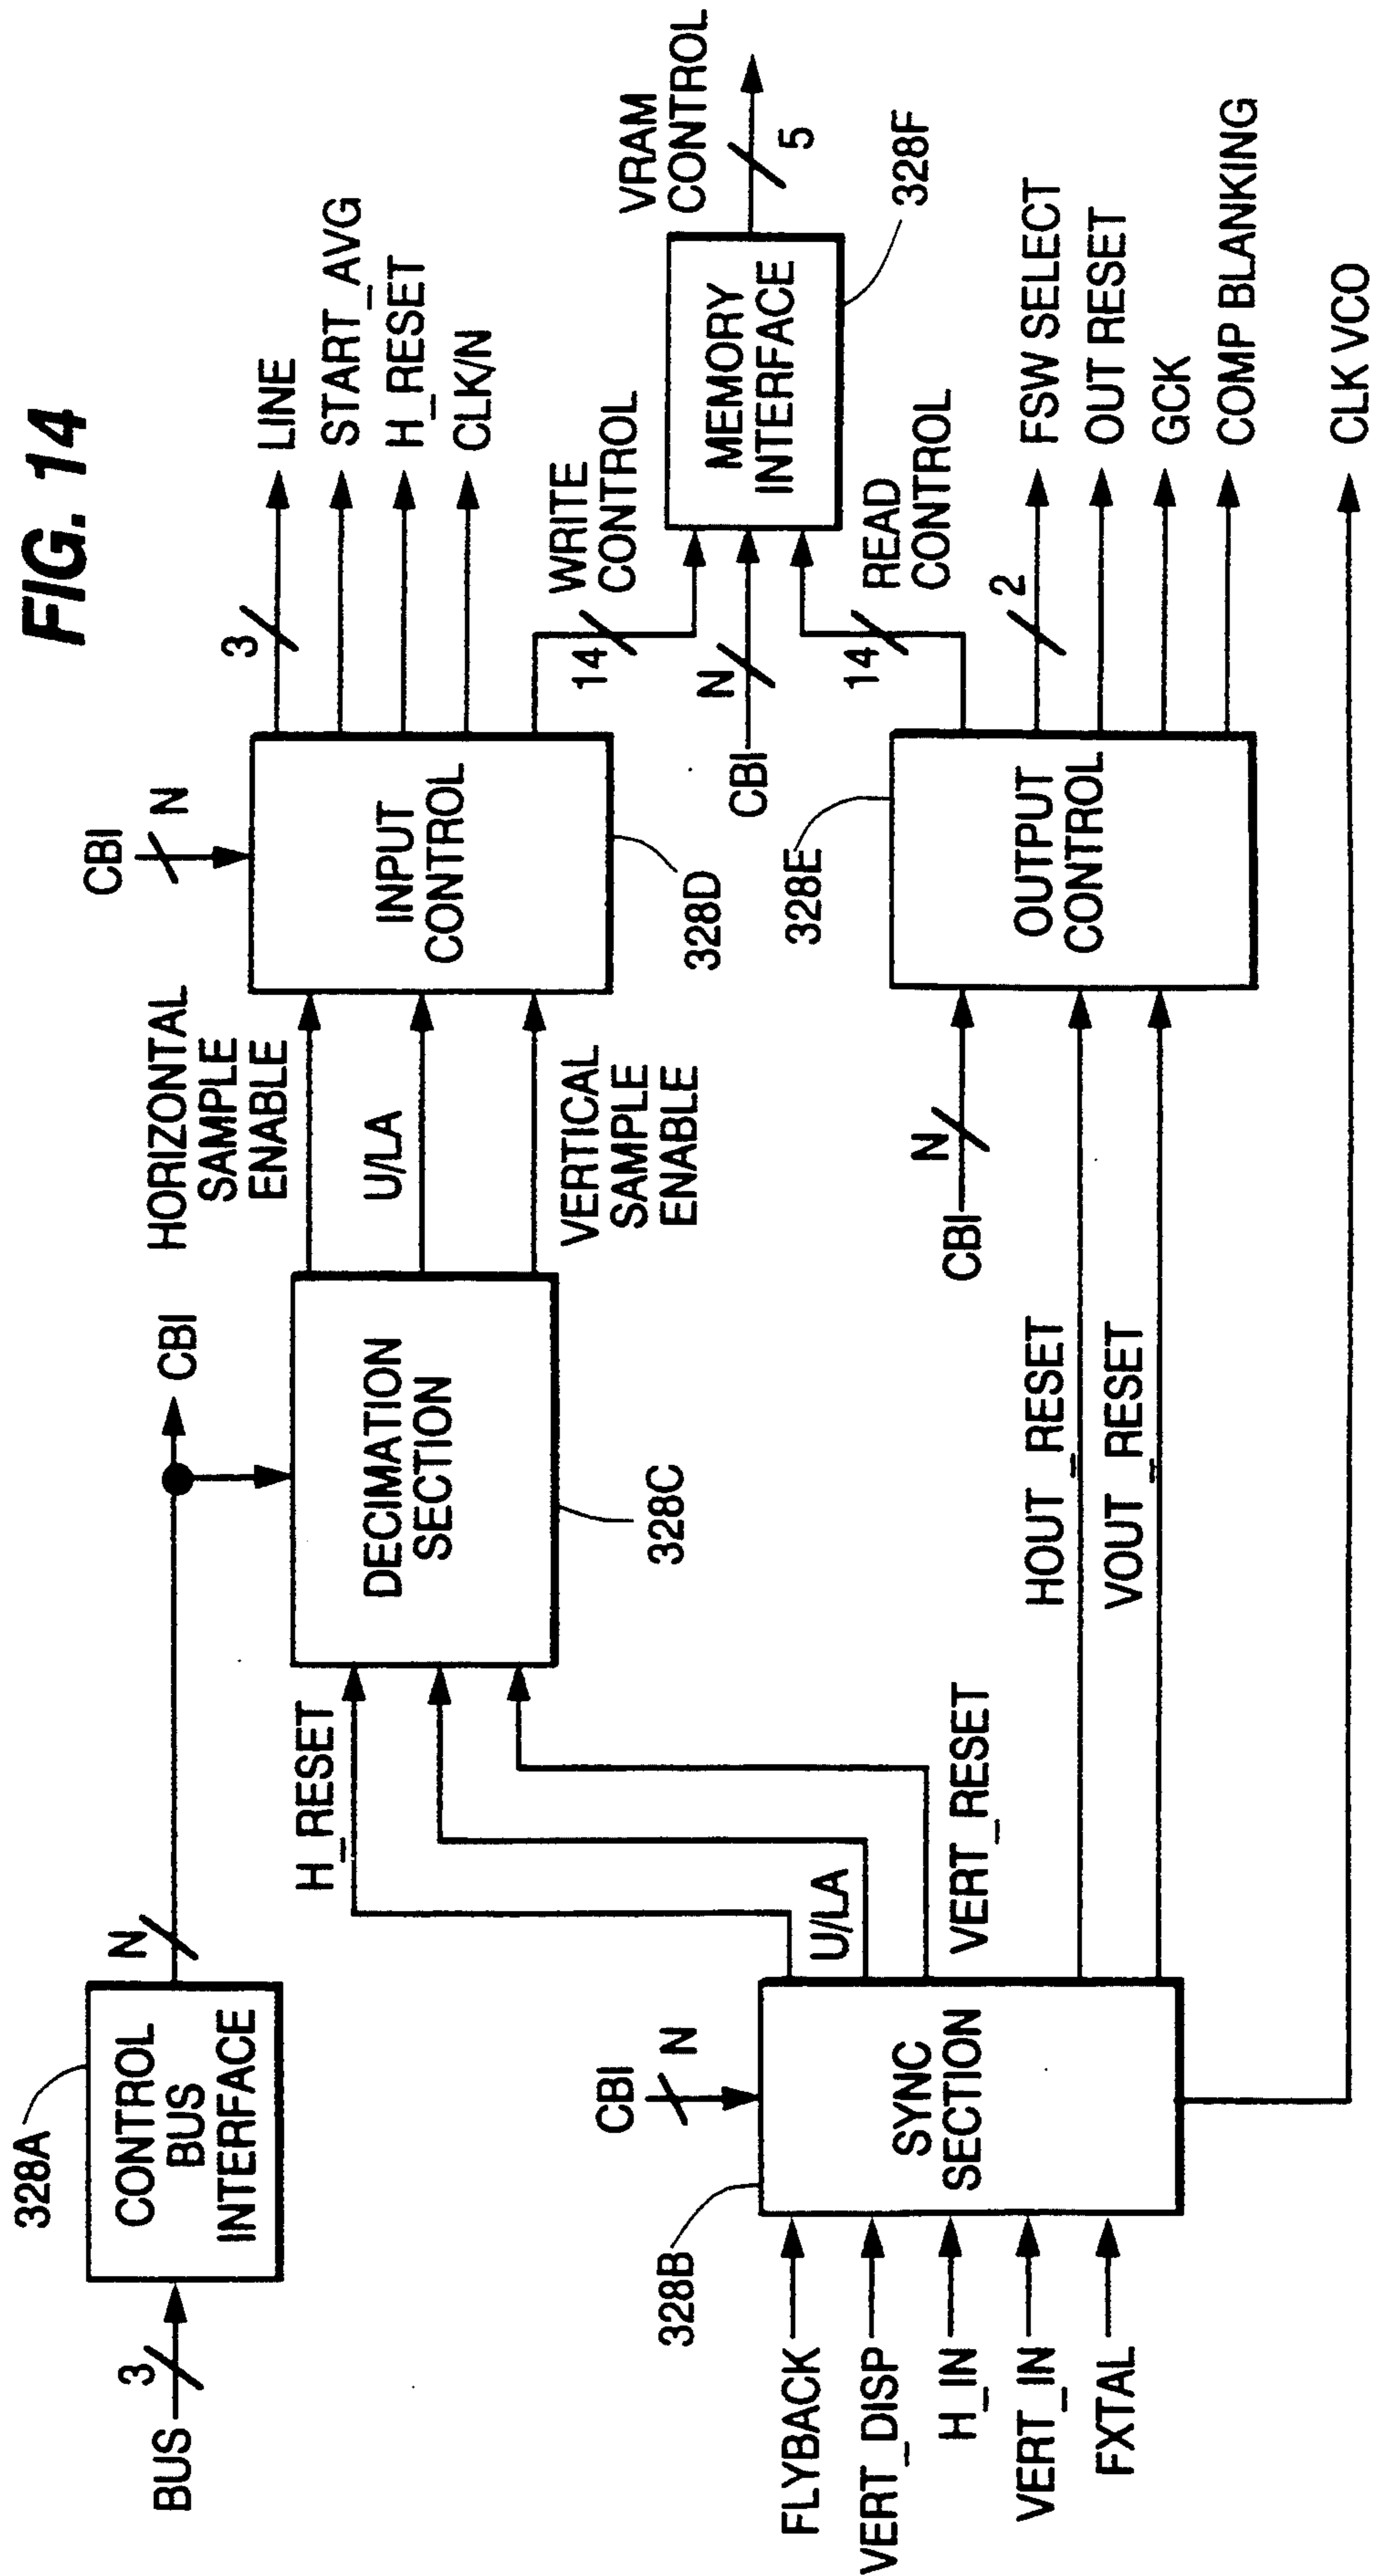 FIG. 14
BUS
3
328A
CONTROL
BUS
INTERFACE
N
CBI
H_RESET
DECIMATION
SECTION
328C
HORIZONTAL
SAMPLE
ENABLE
U/LA
VERTICAL
SAMPLE
ENABLE
CBI
N
INPUT
CONTROL
328D
3
LINE
START_AVG
H_RESET
CLK/N
14
WRITE
CONTROL
CBI
N
14
READ
CONTROL
MEMORY
INTERFACE
328F
VRAM
CONTROL
5
FLYBACK
VERT_DISP
H_IN
VERT_IN
FXTAL
328B
CBI
N
SYNC
SECTION
U/LA
VERT_RESET
HOUT_RESET
VOUT_RESET
CBI
N
328E
OUTPUT
CONTROL
2
FSW SELECT
OUT RESET
GCK
COMP BLANKING
CLK VCO